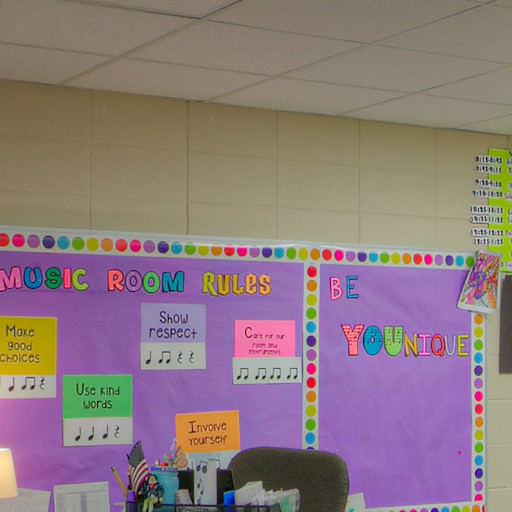 MUSIC ROOM RULES
Make
good
choices
Show
respect
Care for our
room and
instruments
Use kind
words
Involve
Yourself
BE
YOUNIQUE